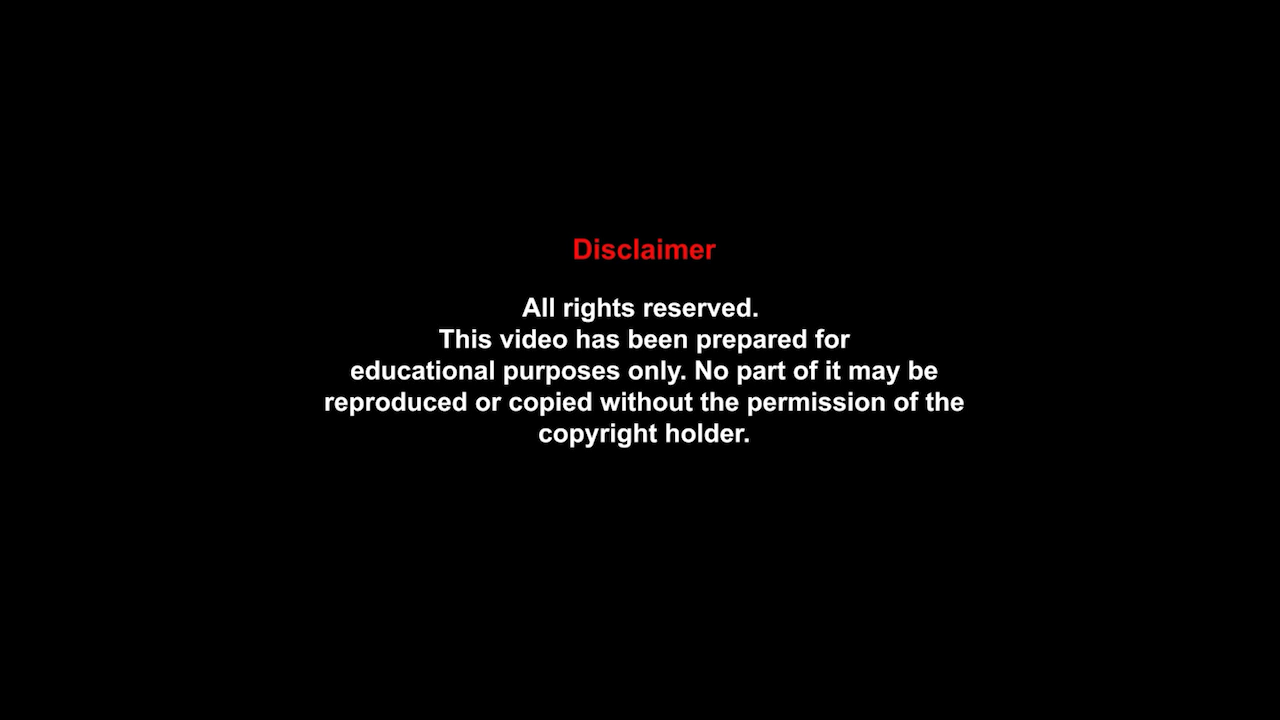 Disclaimer
All rights reserved.
This video has been prepared for
educational purposes only. No part of it may be
reproduced or copied without the permission of the
copyright holder.